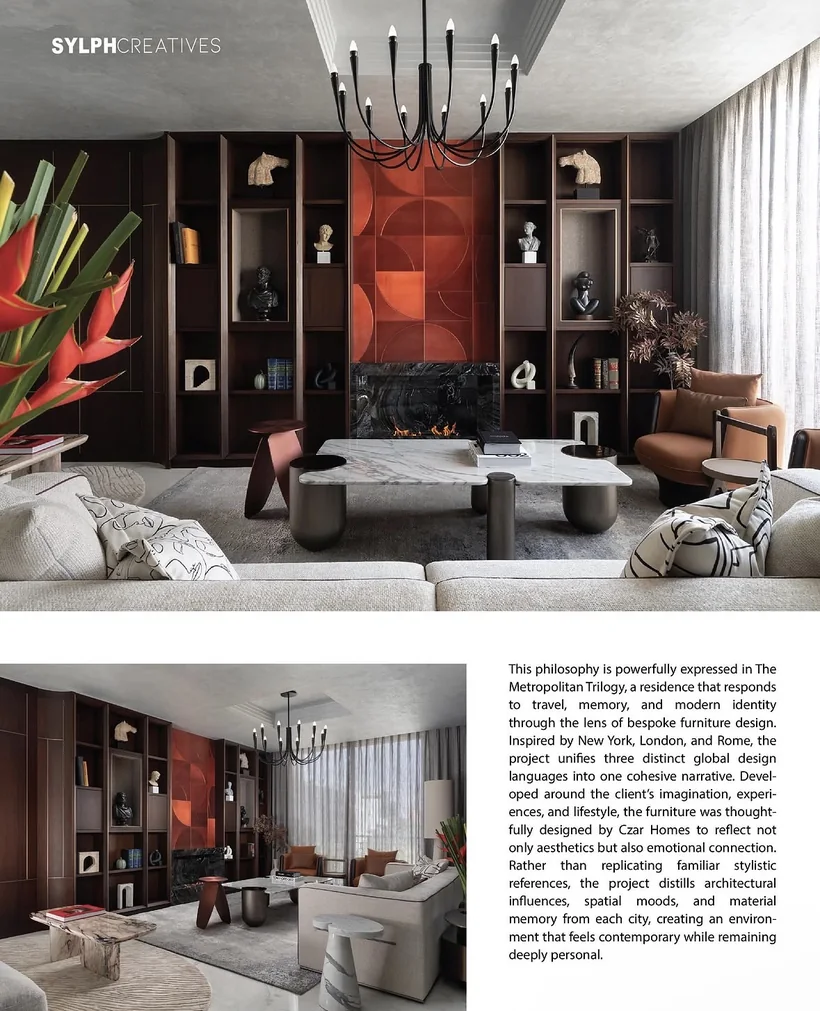 SYLPHCREATIVES
This philosophy is powerfully expressed in The
Metropolitan Trilogy, a residence that responds
to travel, memory, and modern identity
through the lens of bespoke furniture design.
Inspired by New York, London, and Rome, the
project unifies three distinct global design
languages into one cohesive narrative. Devel-
oped around the client's imagination, experi-
ences, and lifestyle, the furniture was thought-
fully designed by Czar Homes to reflect not
only aesthetics but also emotional connection.
Rather than replicating familiar stylistic
references, the project distills architectural
influences, spatial moods, and material
memory from each city, creating an environ-
ment that feels contemporary while remaining
deeply personal.